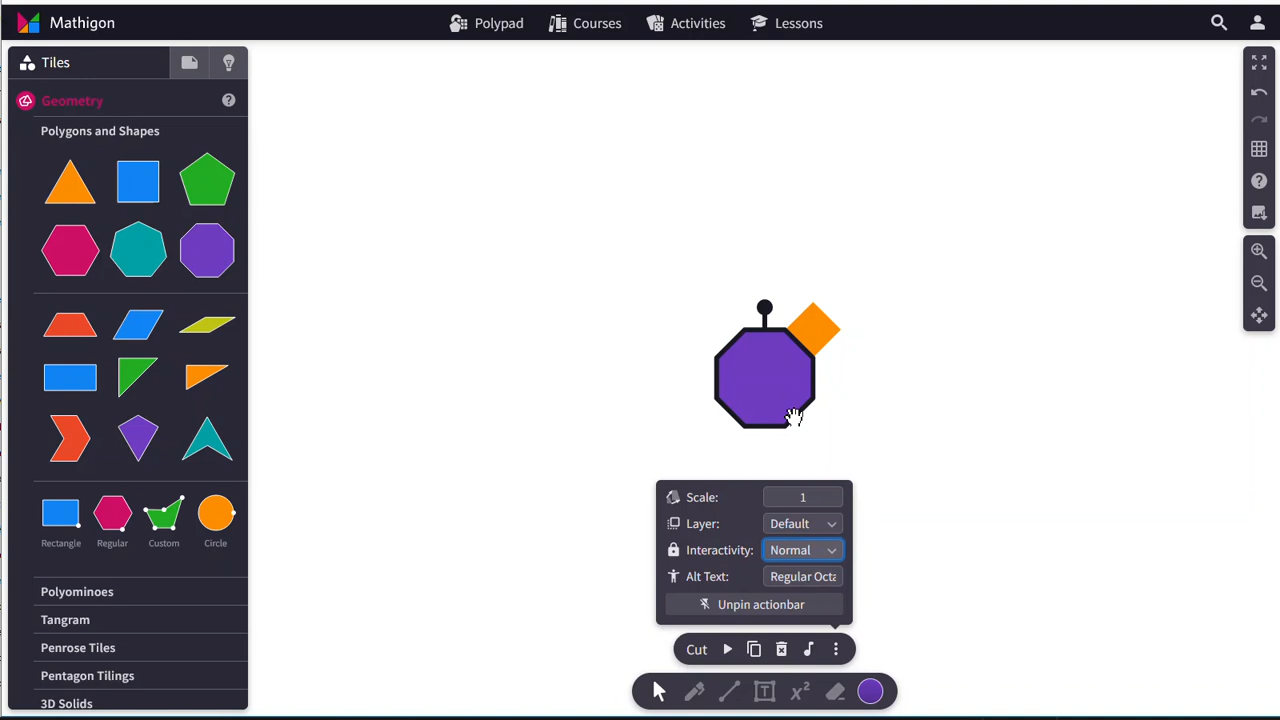 Mathigon
Polypad
Courses
Activities
Lessons
Tiles
Geometry
?
Polygons and Shapes
Rectangle
Regular
Custom
Circle
Polyominoes
Tangram
Penrose Tiles
Pentagon Tilings
3D Solids
Scale: 1
Layer: Default
Interactivity: Normal
Alt Text: Regular Octa
Unpin actionbar
Cut
T
x²
?